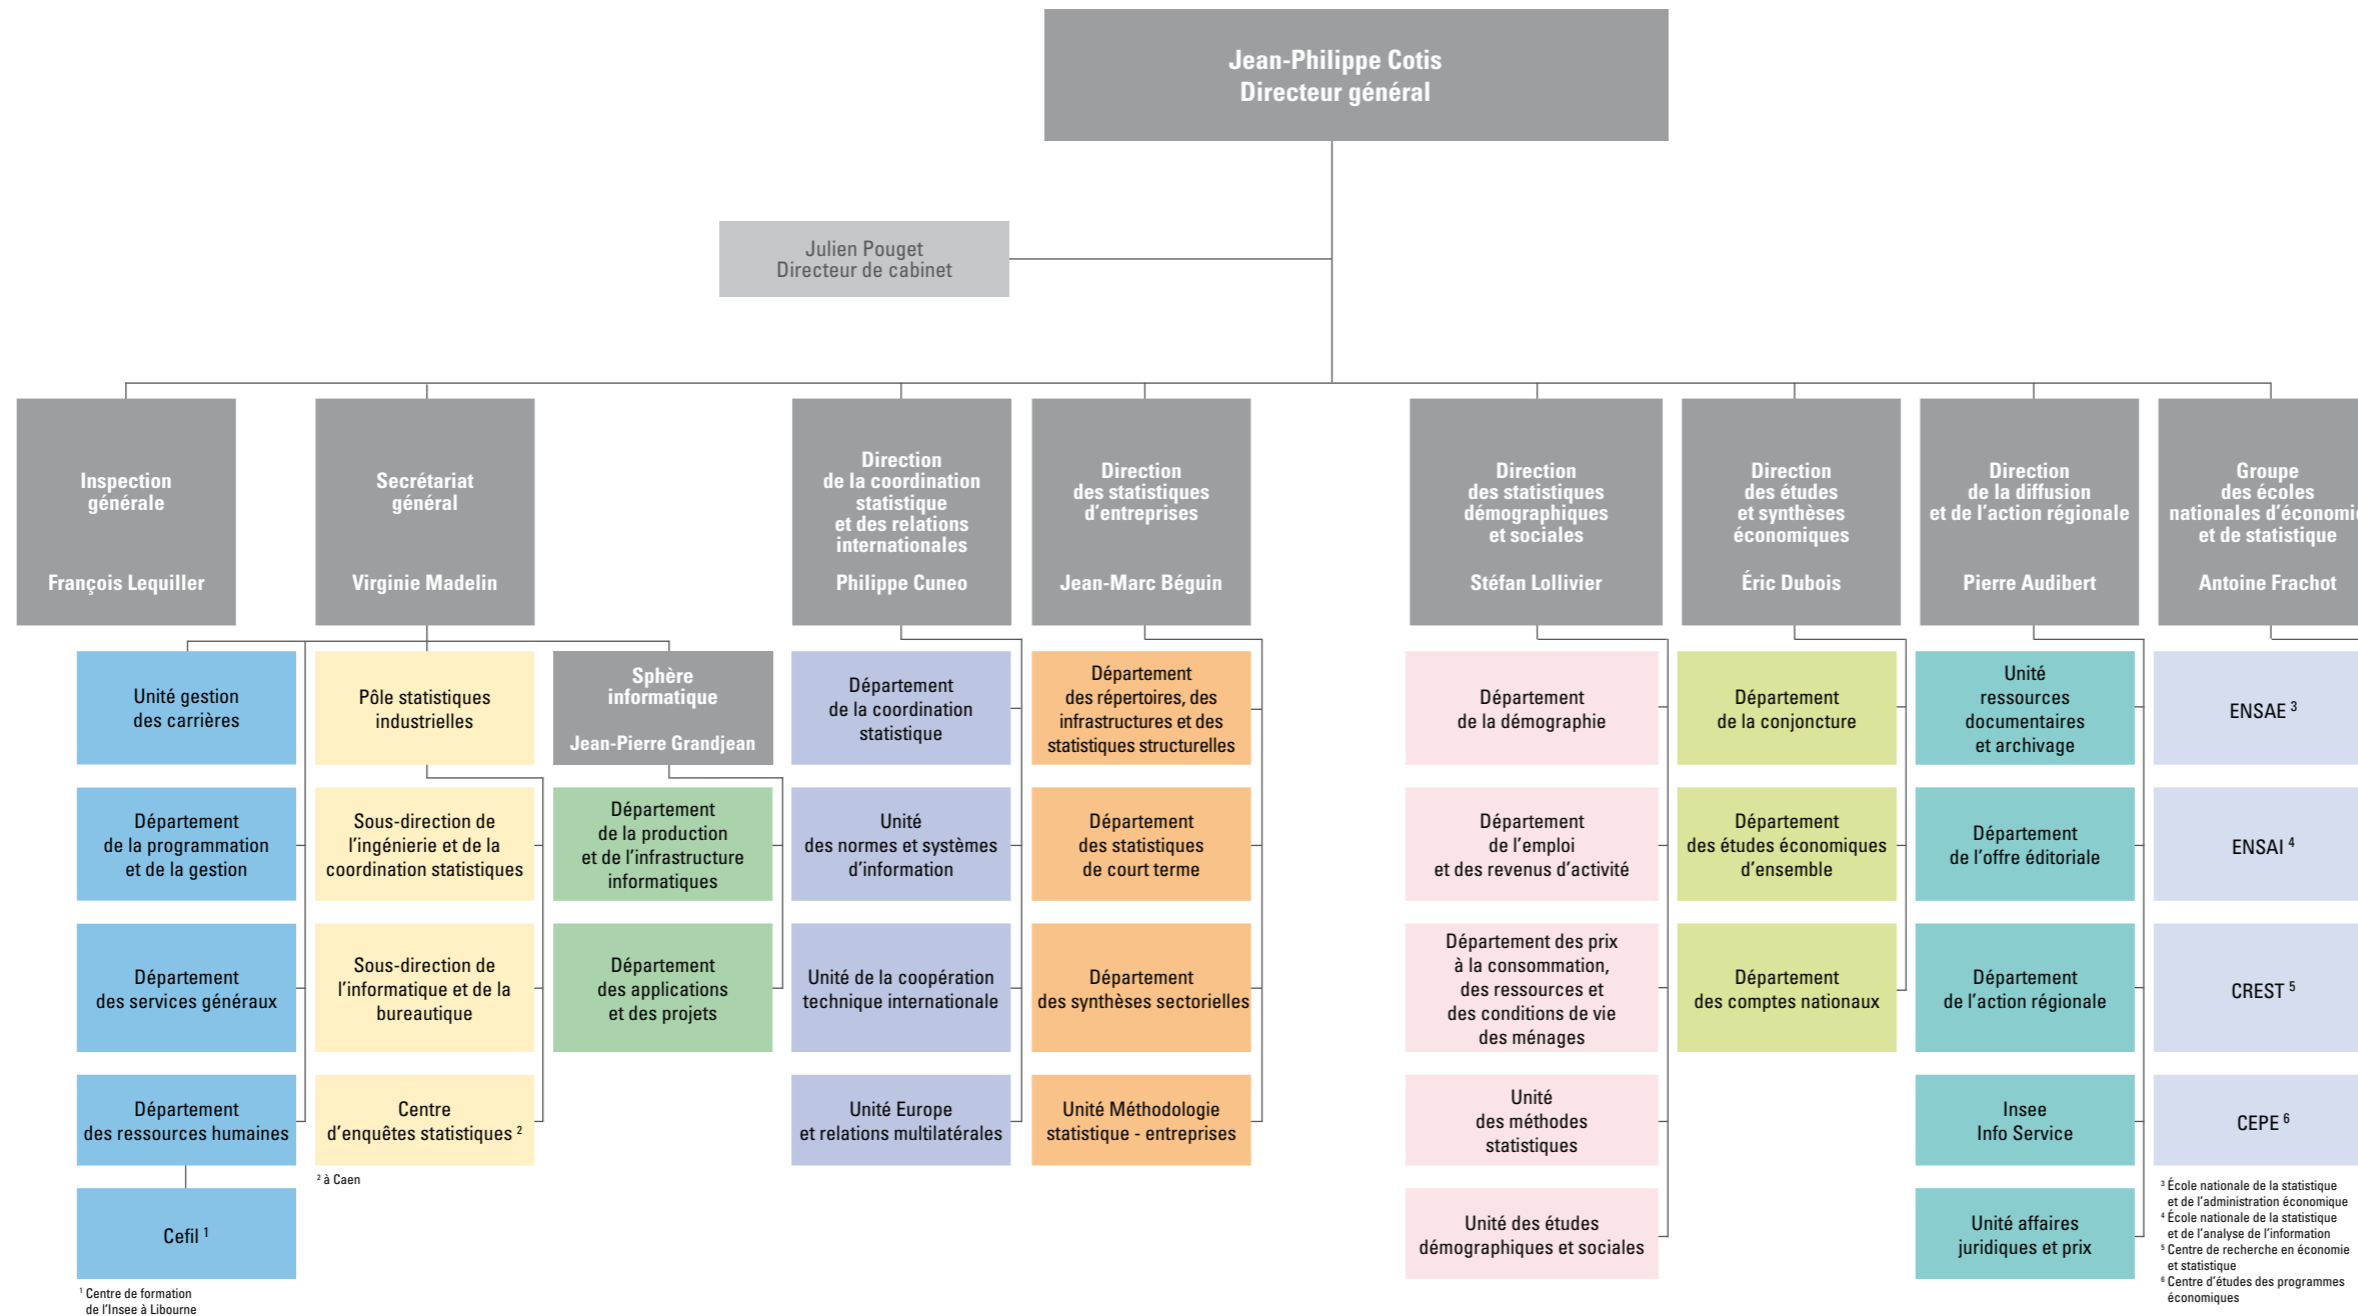 Jean-Philippe Cotis
Directeur général
Julien Pouget
Directeur de cabinet
Inspection
générale
François Lequiller
Secrétariat
général
Virginie Madelin
Direction
de la coordination
statistique
et des relations
internationales
Philippe Cuneo
Direction
des statistiques
d'entreprises
Jean-Marc Béguin
Direction
des statistiques
démographiques
et sociales
Stéfan Lollivier
Direction
des études
et synthèses
économiques
Éric Dubois
Direction
de la diffusion
et de l'action régionale
Pierre Audibert
Groupe
des écoles
nationales d'économi
et de statistique
Antoine Frachot
Unité gestion
des carrières
Département
de la programmation
et de la gestion
Département
des services généraux
Département
des ressources humaines
Cefil ¹
¹ Centre de formation
de l'Insee à Libourne
Pôle statistiques
industrielles
Sous-direction de
l'ingénierie et de la
coordination statistiques
Sous-direction de
l'informatique et de la
bureautique
Centre
d'enquêtes statistiques ²
² à Caen
Sphère
informatique
Jean-Pierre Grandjean
Département
de la production
et de l'infrastructure
informatiques
Département
des applications
et des projets
Département
de la coordination
statistique
Unité
des normes et systèmes
d'information
Unité de la coopération
technique internationale
Unité Europe
et relations multilatérales
Département
des répertoires, des
infrastructures et des
statistiques structurelles
Département
des statistiques
de court terme
Département
des synthèses sectorielles
Unité Méthodologie
statistique - entreprises
Département
de la démographie
Département
de l'emploi
et des revenus d'activité
Département des prix
à la consommation,
des ressources et
des conditions de vie
des ménages
Unité
des méthodes
statistiques
Unité des études
démographiques et sociales
Département
de la conjoncture
Département
des études économiques
d'ensemble
Département
des comptes nationaux
Unité
ressources
documentaires
et archivage
Département
de l'offre éditoriale
Département
de l'action régionale
Insee
Info Service
Unité affaires
juridiques et prix
ENSAE ³
ENSAI ⁴
CREST ⁵
CEPE ⁶
³ École nationale de la statistique
et de l'administration économique
⁴ École nationale de la statistique
et de l'analyse de l'information
⁵ Centre de recherche en économie
et statistique
⁶ Centre d'études des programmes
économiques